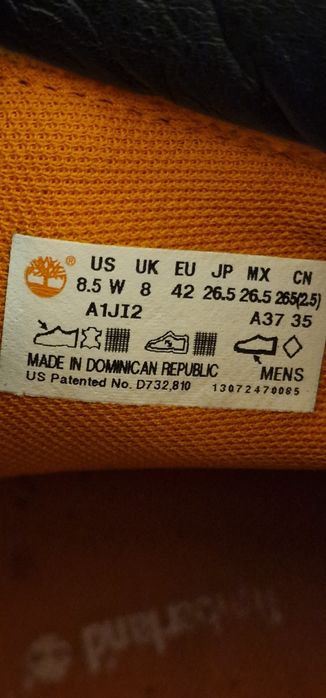 ® US UK EU JP MX CN
8.5 W 8 42 26.5 26.5 265(2.5)
A1JI2 A37 35
MADE IN DOMINICAN REPUBLIC MENS
US Patented No. D732,810 13072470085
Timberland